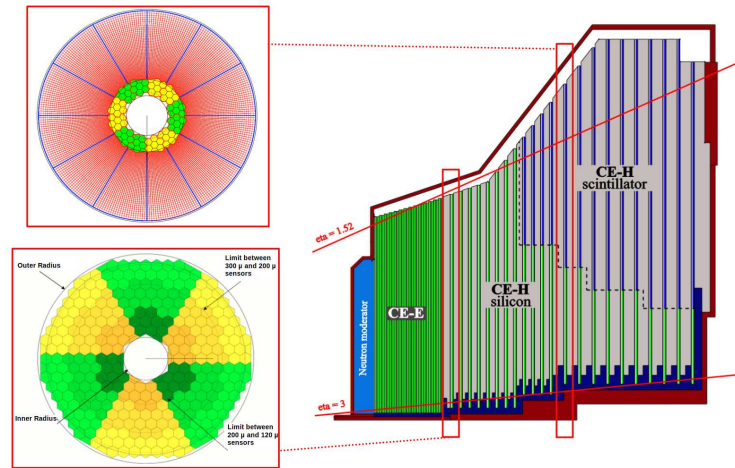 CE-H
scintillator
eta = 1.52
Outer Radius
Limit between
300 μ and 200 μ
sensors
Neutron moderator
CE-E
CE-H
silicon
Inner Radius
Limit between
200 μ and 120 μ
sensors
eta = 3